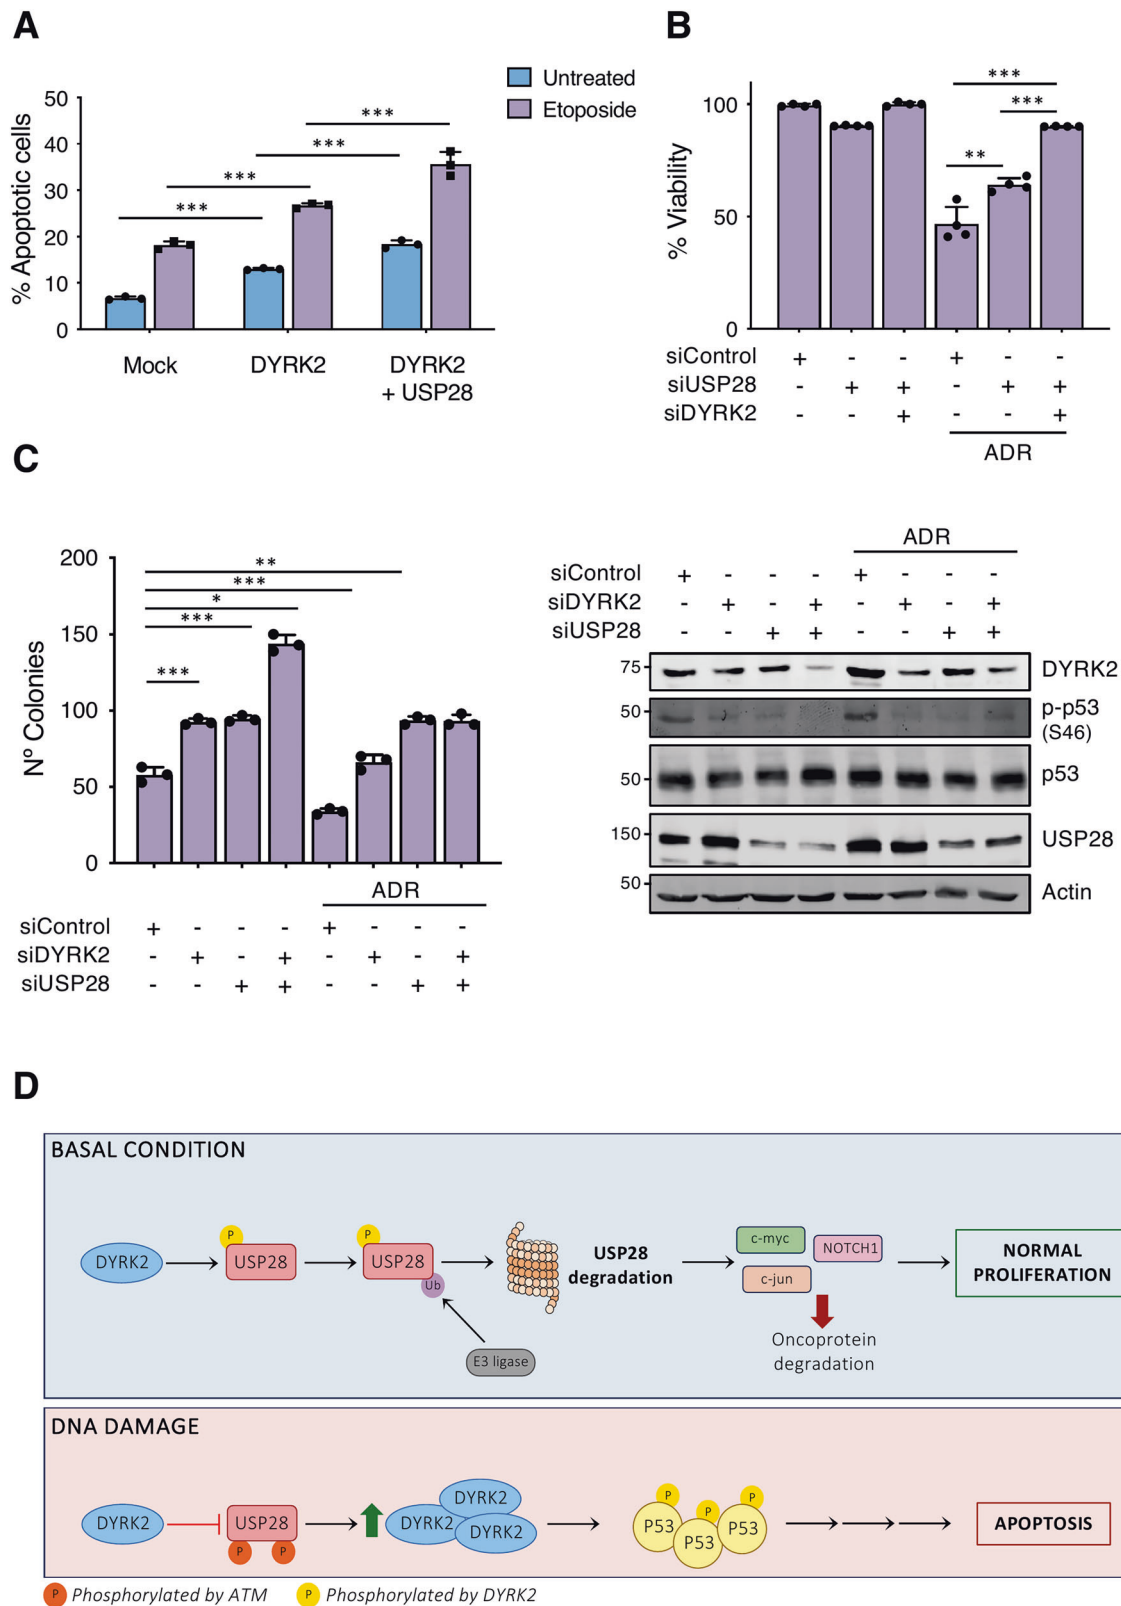 A
Untreated
Etoposide
% Apoptotic cells
50
40
30
20
10
0
***
***
***
***
Mock
DYRK2
DYRK2
+ USP28
B
% Viability
100
50
0
***
***
**
siControl + - - + - -
siUSP28 - + + - + +
siDYRK2 - - + - - +
ADR
C
Nº Colonies
200
150
100
50
0
**
***
*
***
***
ADR
siControl + - - - + - - -
siDYRK2 - + - + - + - +
siUSP28 - - + + - - + +
ADR
siControl + - - - + - - -
siDYRK2 - + - + - + - +
siUSP28 - - + + - - + +
75 DYRK2
50 p-p53
(S46)
50 p53
150 USP28
50 Actin
D
BASAL CONDITION
DYRK2
P
USP28
P
USP28
Ub
E3 ligase
USP28
degradation
c-myc
NOTCH1
c-jun
Oncoprotein
degradation
NORMAL
PROLIFERATION
DNA DAMAGE
DYRK2
USP28
P P
DYRK2
DYRK2
DYRK2
P
P
P
P53
P53
P53
APOPTOSIS
P Phosphorylated by ATM P Phosphorylated by DYRK2